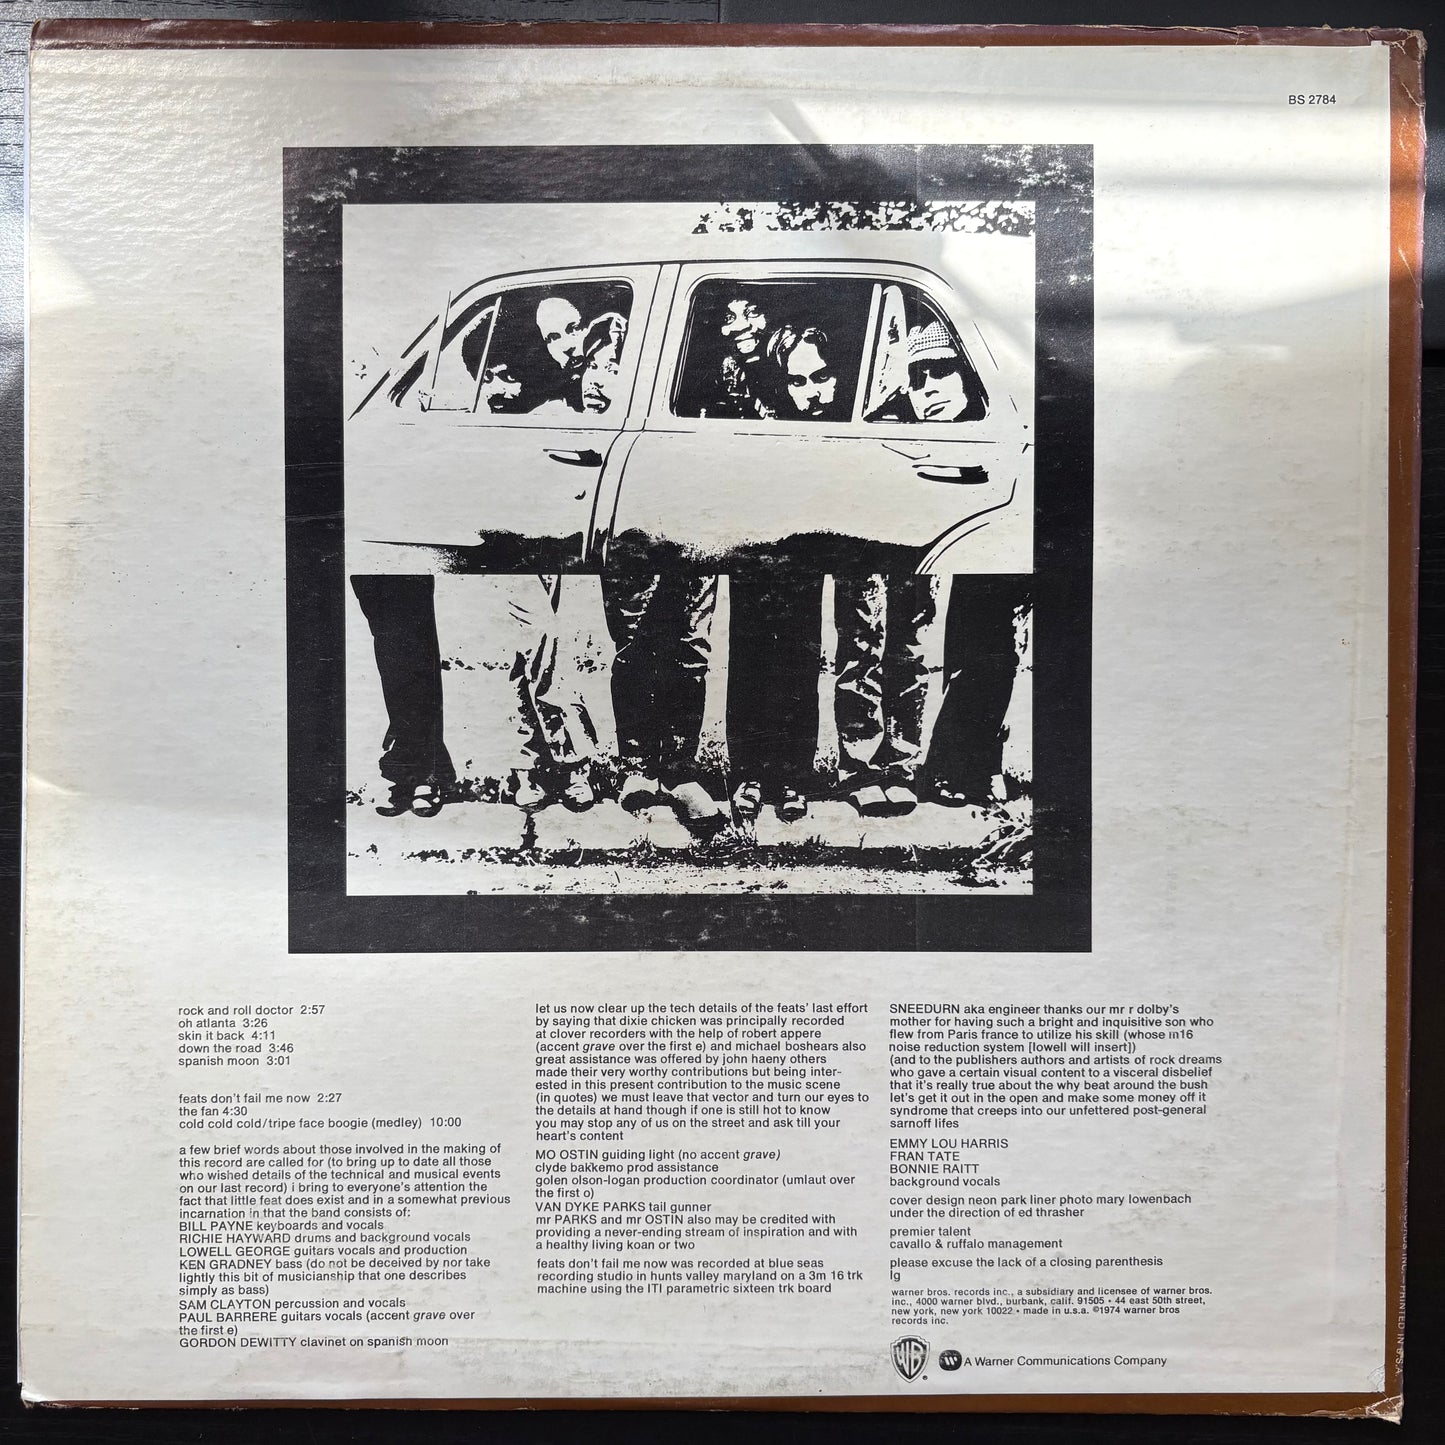 BS 2784
rock and roll doctor 2:57
oh atlanta 3:26
skin it back 4:11
down the road 3:46
spanish moon 3:01
feats don't fail me now 2:27
the fan 4:30
cold cold cold/tripe face boogie (medley) 10:00
a few brief words about those involved in the making of
this record are called for (to bring up to date all those
who wished details of the technical and musical events
on our last record) i bring to everyone's attention the
fact that little feat does exist and in a somewhat previous
incarnation in that the band consists of:
BILL PAYNE keyboards and vocals
RICHIE HAYWARD drums and background vocals
LOWELL GEORGE guitars vocals and production
KEN GRADNEY bass (do not be deceived by nor take
lightly this bit of musicianship that one describes
simply as bass)
SAM CLAYTON percussion and vocals
PAUL BARRERE guitars vocals (accent grave over
the first e)
GORDON DEWITTY clavinet on spanish moon
let us now clear up the tech details of the feats' last effort
by saying that dixie chicken was principally recorded
at clover recorders with the help of robert appere
(accent grave over the first e) and michael boshears also
great assistance was offered by john haeny others
made their very worthy contributions but being inter-
ested in this present contribution to the music scene
(in quotes) we must leave that vector and turn our eyes to
the details at hand though if one is still hot to know
you may stop any of us on the street and ask till your
heart's content
MO OSTIN guiding light (no accent grave)
clyde bakkemo prod assistance
golen olson-logan production coordinator (umlaut over
the first o)
VAN DYKE PARKS tail gunner
mr PARKS and mr OSTIN also may be credited with
providing a never-ending stream of inspiration and with
a healthy living koan or two
feats don't fail me now was recorded at blue seas
recording studio in hunts valley maryland on a 3m 16 trk
machine using the ITI parametric sixteen trk board
SNEEDURN aka engineer thanks our mr r dolby's
mother for having such a bright and inquisitive son who
flew from Paris france to utilize his skill (whose m16
noise reduction system [lowell will insert])
(and to the publishers authors and artists of rock dreams
who gave a certain visual content to a visceral disbelief
that it's really true about the why beat around the bush
let's get it out in the open and make some money off it
syndrome that creeps into our unfettered post-general
sarnoff lifes
EMMY LOU HARRIS
FRAN TATE
BONNIE RAITT
background vocals
cover design neon park liner photo mary lowenbach
under the direction of ed thrasher
premier talent
cavallo & ruffalo management
please excuse the lack of a closing parenthesis
lg
warner bros. records inc., a subsidiary and licensee of warner bros.
inc., 4000 warner blvd., burbank, calif. 91505 • 44 east 50th street,
new york, new york 10022 • made in u.s.a. ©1974 warner bros
records inc.
WB
A Warner Communications Company
PRINTED IN U.S.A.